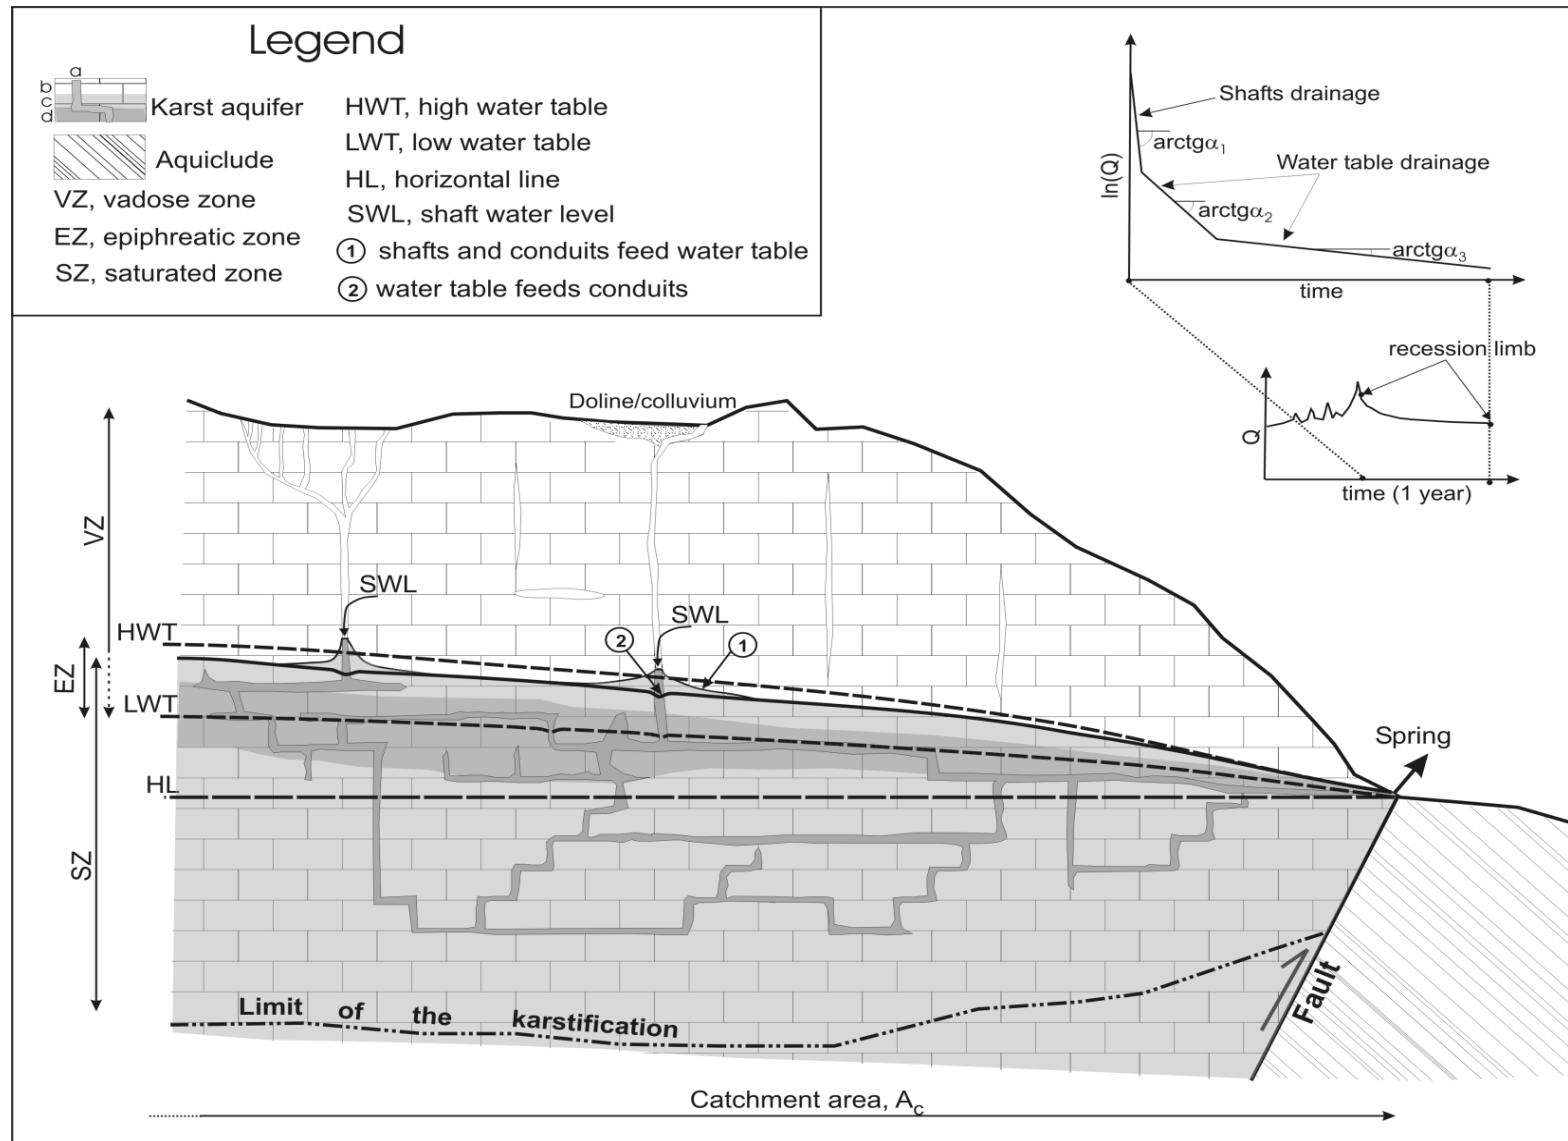 Legend
a
b
c
d
Karst aquifer
Aquiclude
VZ, vadose zone
EZ, epiphreatic zone
SZ, saturated zone
HWT, high water table
LWT, low water table
HL, horizontal line
SWL, shaft water level
1 shafts and conduits feed water table
2 water table feeds conduits
ln(Q)
Shafts drainage
arctgα1
Water table drainage
arctgα2
arctgα3
time
recession limb
Q
time (1 year)
Doline/colluvium
VZ
SWL
SWL
HWT
2
1
EZ
LWT
Spring
HL
SZ
Limit of the karstification
Fault
Catchment area, Ac